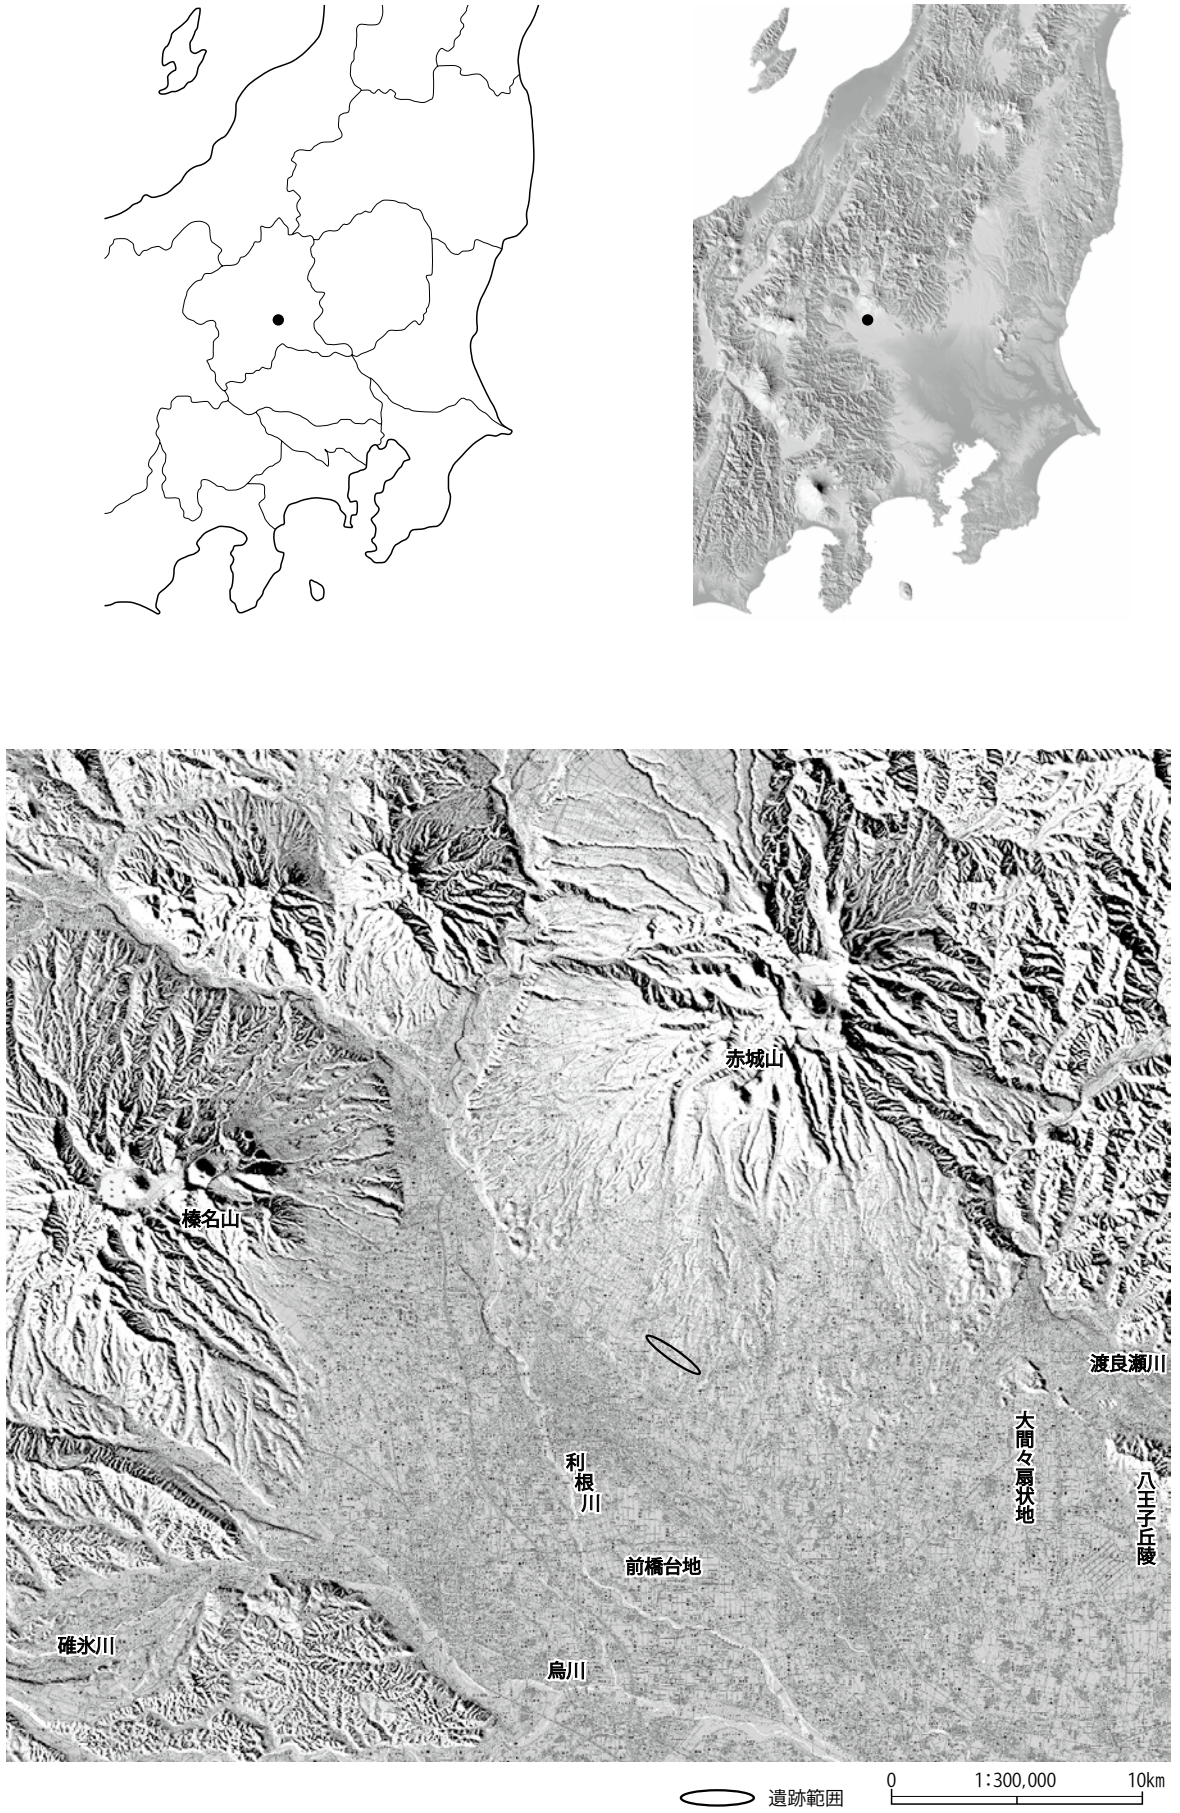 赤城山
榛名山
渡良瀬川
大間々扇状地
利根川
八王子丘陵
前橋台地
碓氷川
烏川
遺跡範囲
0 1:300,000 10km